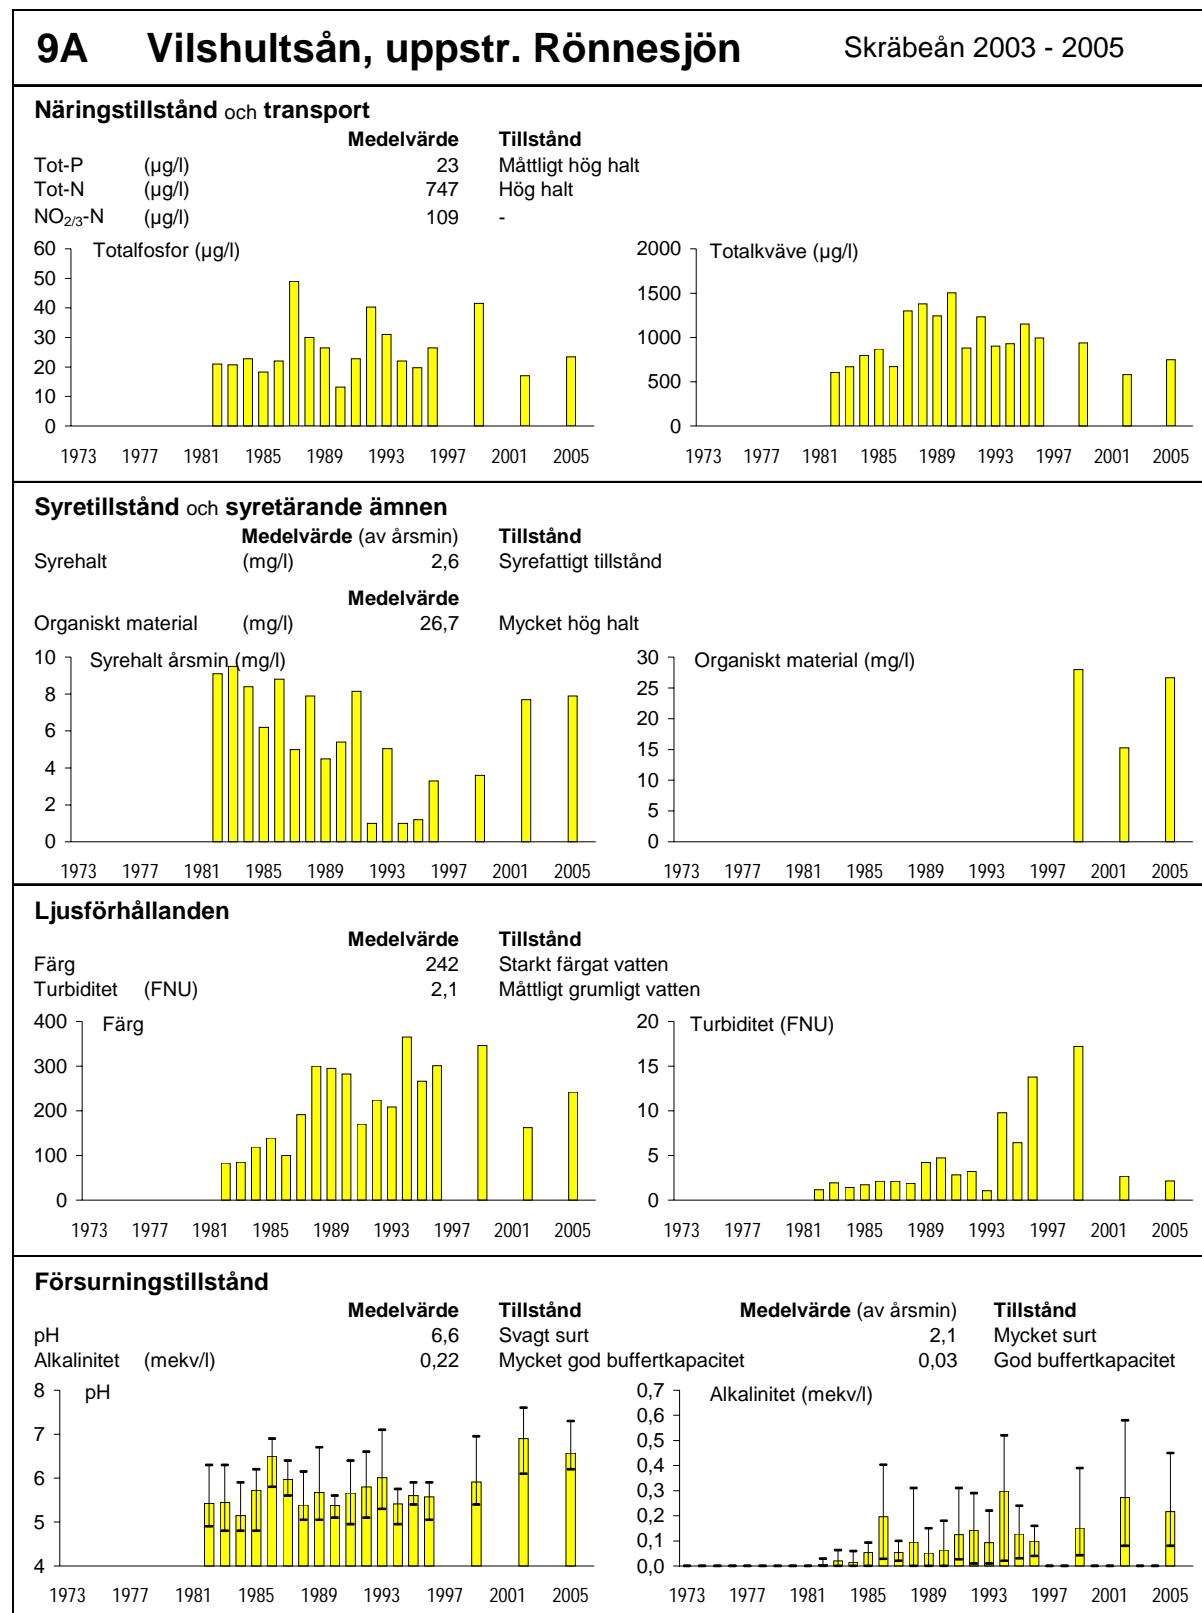 9A Vilshultsån, uppstr. Rönnesjön Skräbeån 2003 - 2005
Näringstillstånd och transport
Medelvärde Tillstånd
Tot-P (µg/l) 23 Måttligt hög halt
Tot-N (µg/l) 747 Hög halt
NO2/3-N (µg/l) 109 -
Totalfosfor (µg/l)
60
50
40
30
20
10
0
1973 1977 1981 1985 1989 1993 1997 2001 2005
Totalkväve (µg/l)
2000
1500
1000
500
0
1973 1977 1981 1985 1989 1993 1997 2001 2005
Syretillstånd och syretärande ämnen
Medelvärde (av årsmin) Tillstånd
Syrehalt (mg/l) 2,6 Syrefattigt tillstånd
Medelvärde
Organiskt material (mg/l) 26,7 Mycket hög halt
Syrehalt årsmin (mg/l)
10
8
6
4
2
0
1973 1977 1981 1985 1989 1993 1997 2001 2005
Organiskt material (mg/l)
30
25
20
15
10
5
0
1973 1977 1981 1985 1989 1993 1997 2001 2005
Ljusförhållanden
Medelvärde Tillstånd
Färg 242 Starkt färgat vatten
Turbiditet (FNU) 2,1 Måttligt grumligt vatten
Färg
400
300
200
100
0
1973 1977 1981 1985 1989 1993 1997 2001 2005
Turbiditet (FNU)
20
15
10
5
0
1973 1977 1981 1985 1989 1993 1997 2001 2005
Försurningstillstånd
Medelvärde Tillstånd Medelvärde (av årsmin) Tillstånd
pH 6,6 Svagt surt 2,1 Mycket surt
Alkalinitet (mekv/l) 0,22 Mycket god buffertkapacitet 0,03 God buffertkapacitet
pH
8
7
6
5
4
1973 1977 1981 1985 1989 1993 1997 2001 2005
Alkalinitet (mekv/l)
0,7
0,6
0,5
0,4
0,3
0,2
0,1
0,0
1973 1977 1981 1985 1989 1993 1997 2001 2005